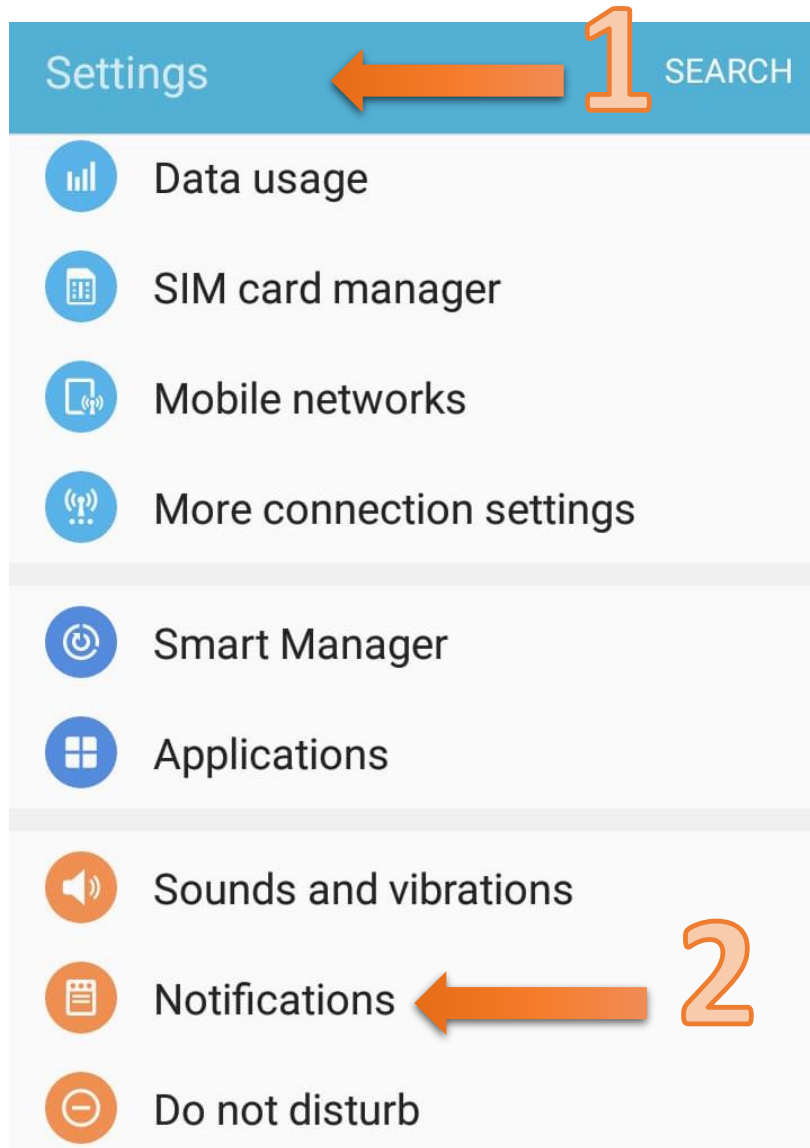 Settings
1
SEARCH
Data usage
SIM card manager
Mobile networks
More connection settings
Smart Manager
Applications
Sounds and vibrations
Notifications
2
Do not disturb